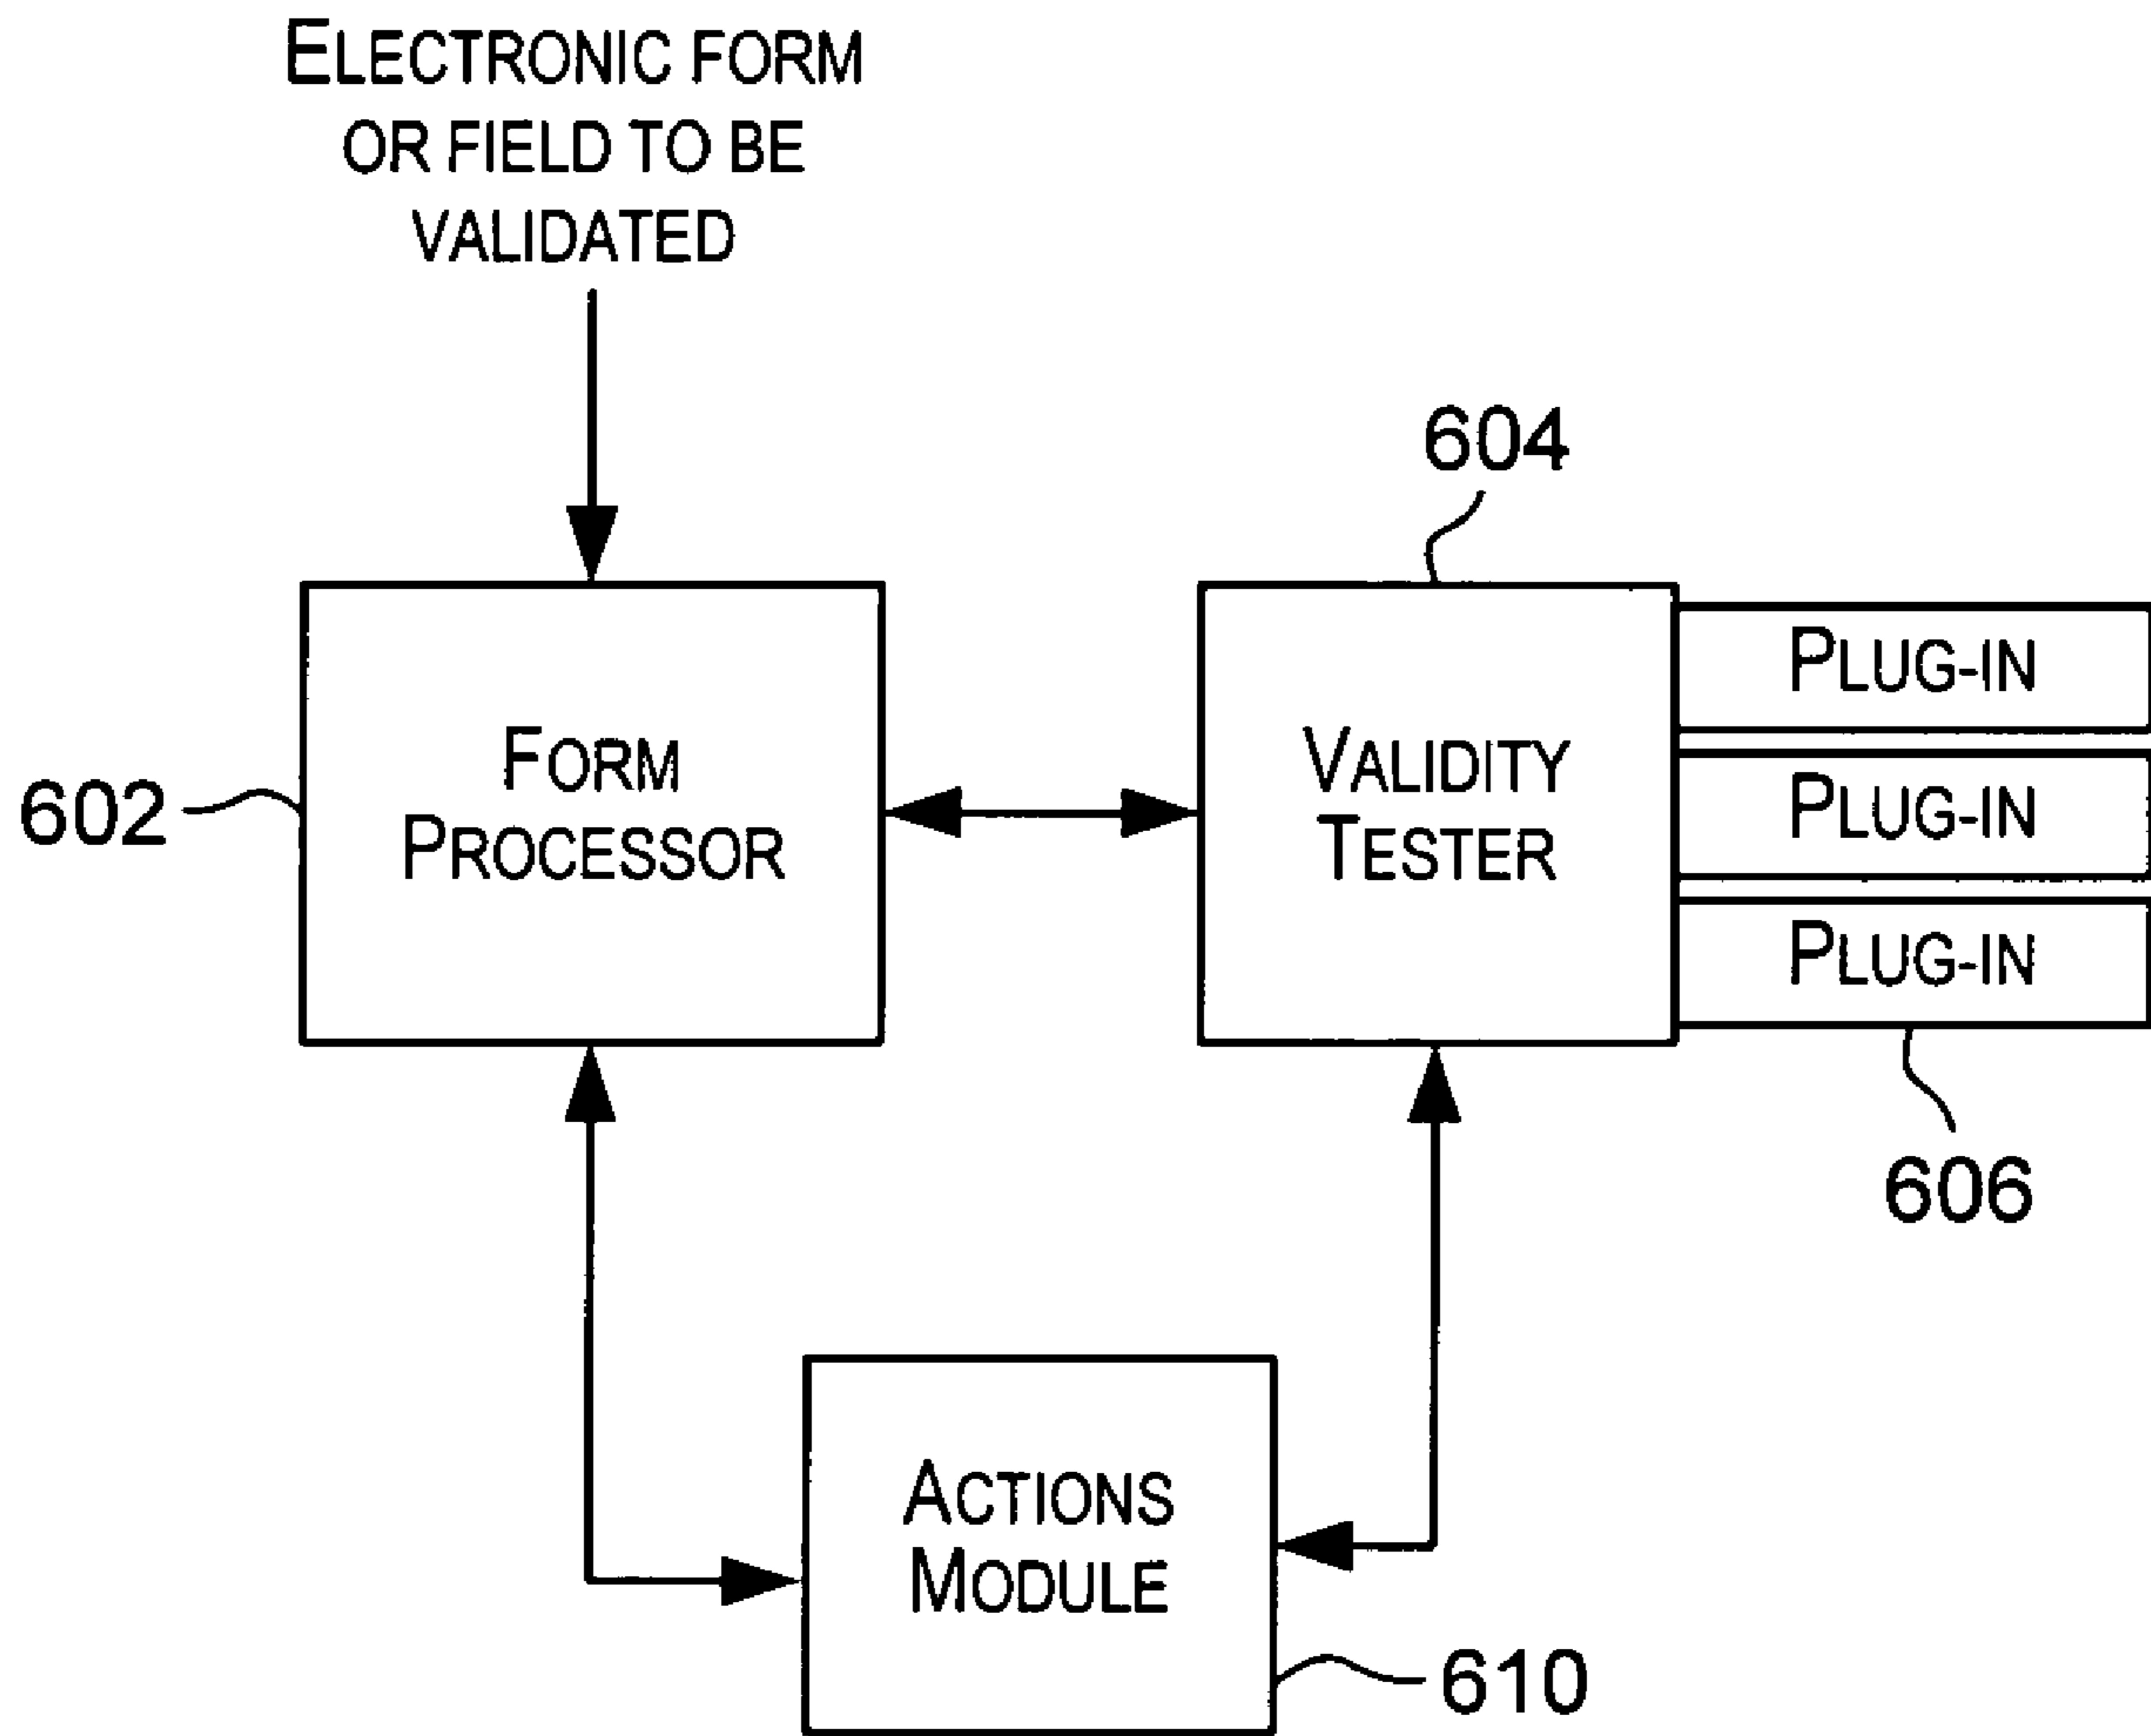 ELECTRONIC FORM
OR FIELD TO BE
VALIDATED
604
602
FORM
PROCESSOR
VALIDITY
TESTER
PLUG-IN
PLUG-IN
PLUG-IN
606
ACTIONS
MODULE
610